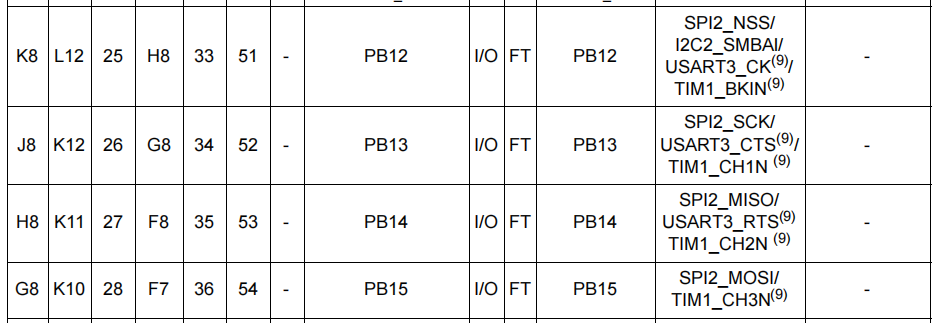 K8 L12 25 H8 33 51 - PB12 I/O FT PB12 SPI2_NSS/
I2C2_SMBAI/
USART3_CK(9)/
TIM1_BKIN(9) -
J8 K12 26 G8 34 52 - PB13 I/O FT PB13 SPI2_SCK/
USART3_CTS(9)/
TIM1_CH1N (9) -
H8 K11 27 F8 35 53 - PB14 I/O FT PB14 SPI2_MISO/
USART3_RTS(9)
TIM1_CH2N (9) -
G8 K10 28 F7 36 54 - PB15 I/O FT PB15 SPI2_MOSI/
TIM1_CH3N(9) -